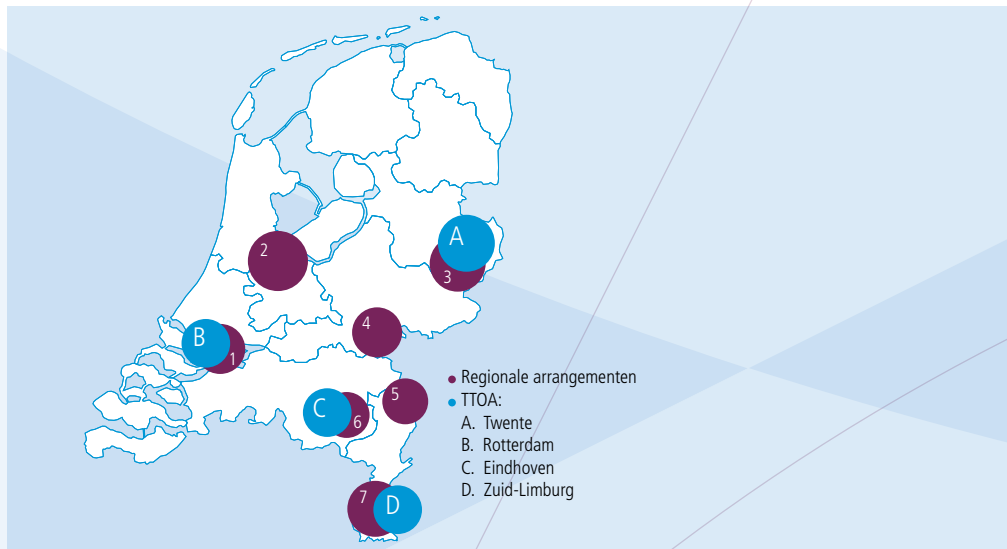 A
2
3
4
B
1
5
C
6
7
D
Regionale arrangementen
TTOA:
A. Twente
B. Rotterdam
C. Eindhoven
D. Zuid-Limburg